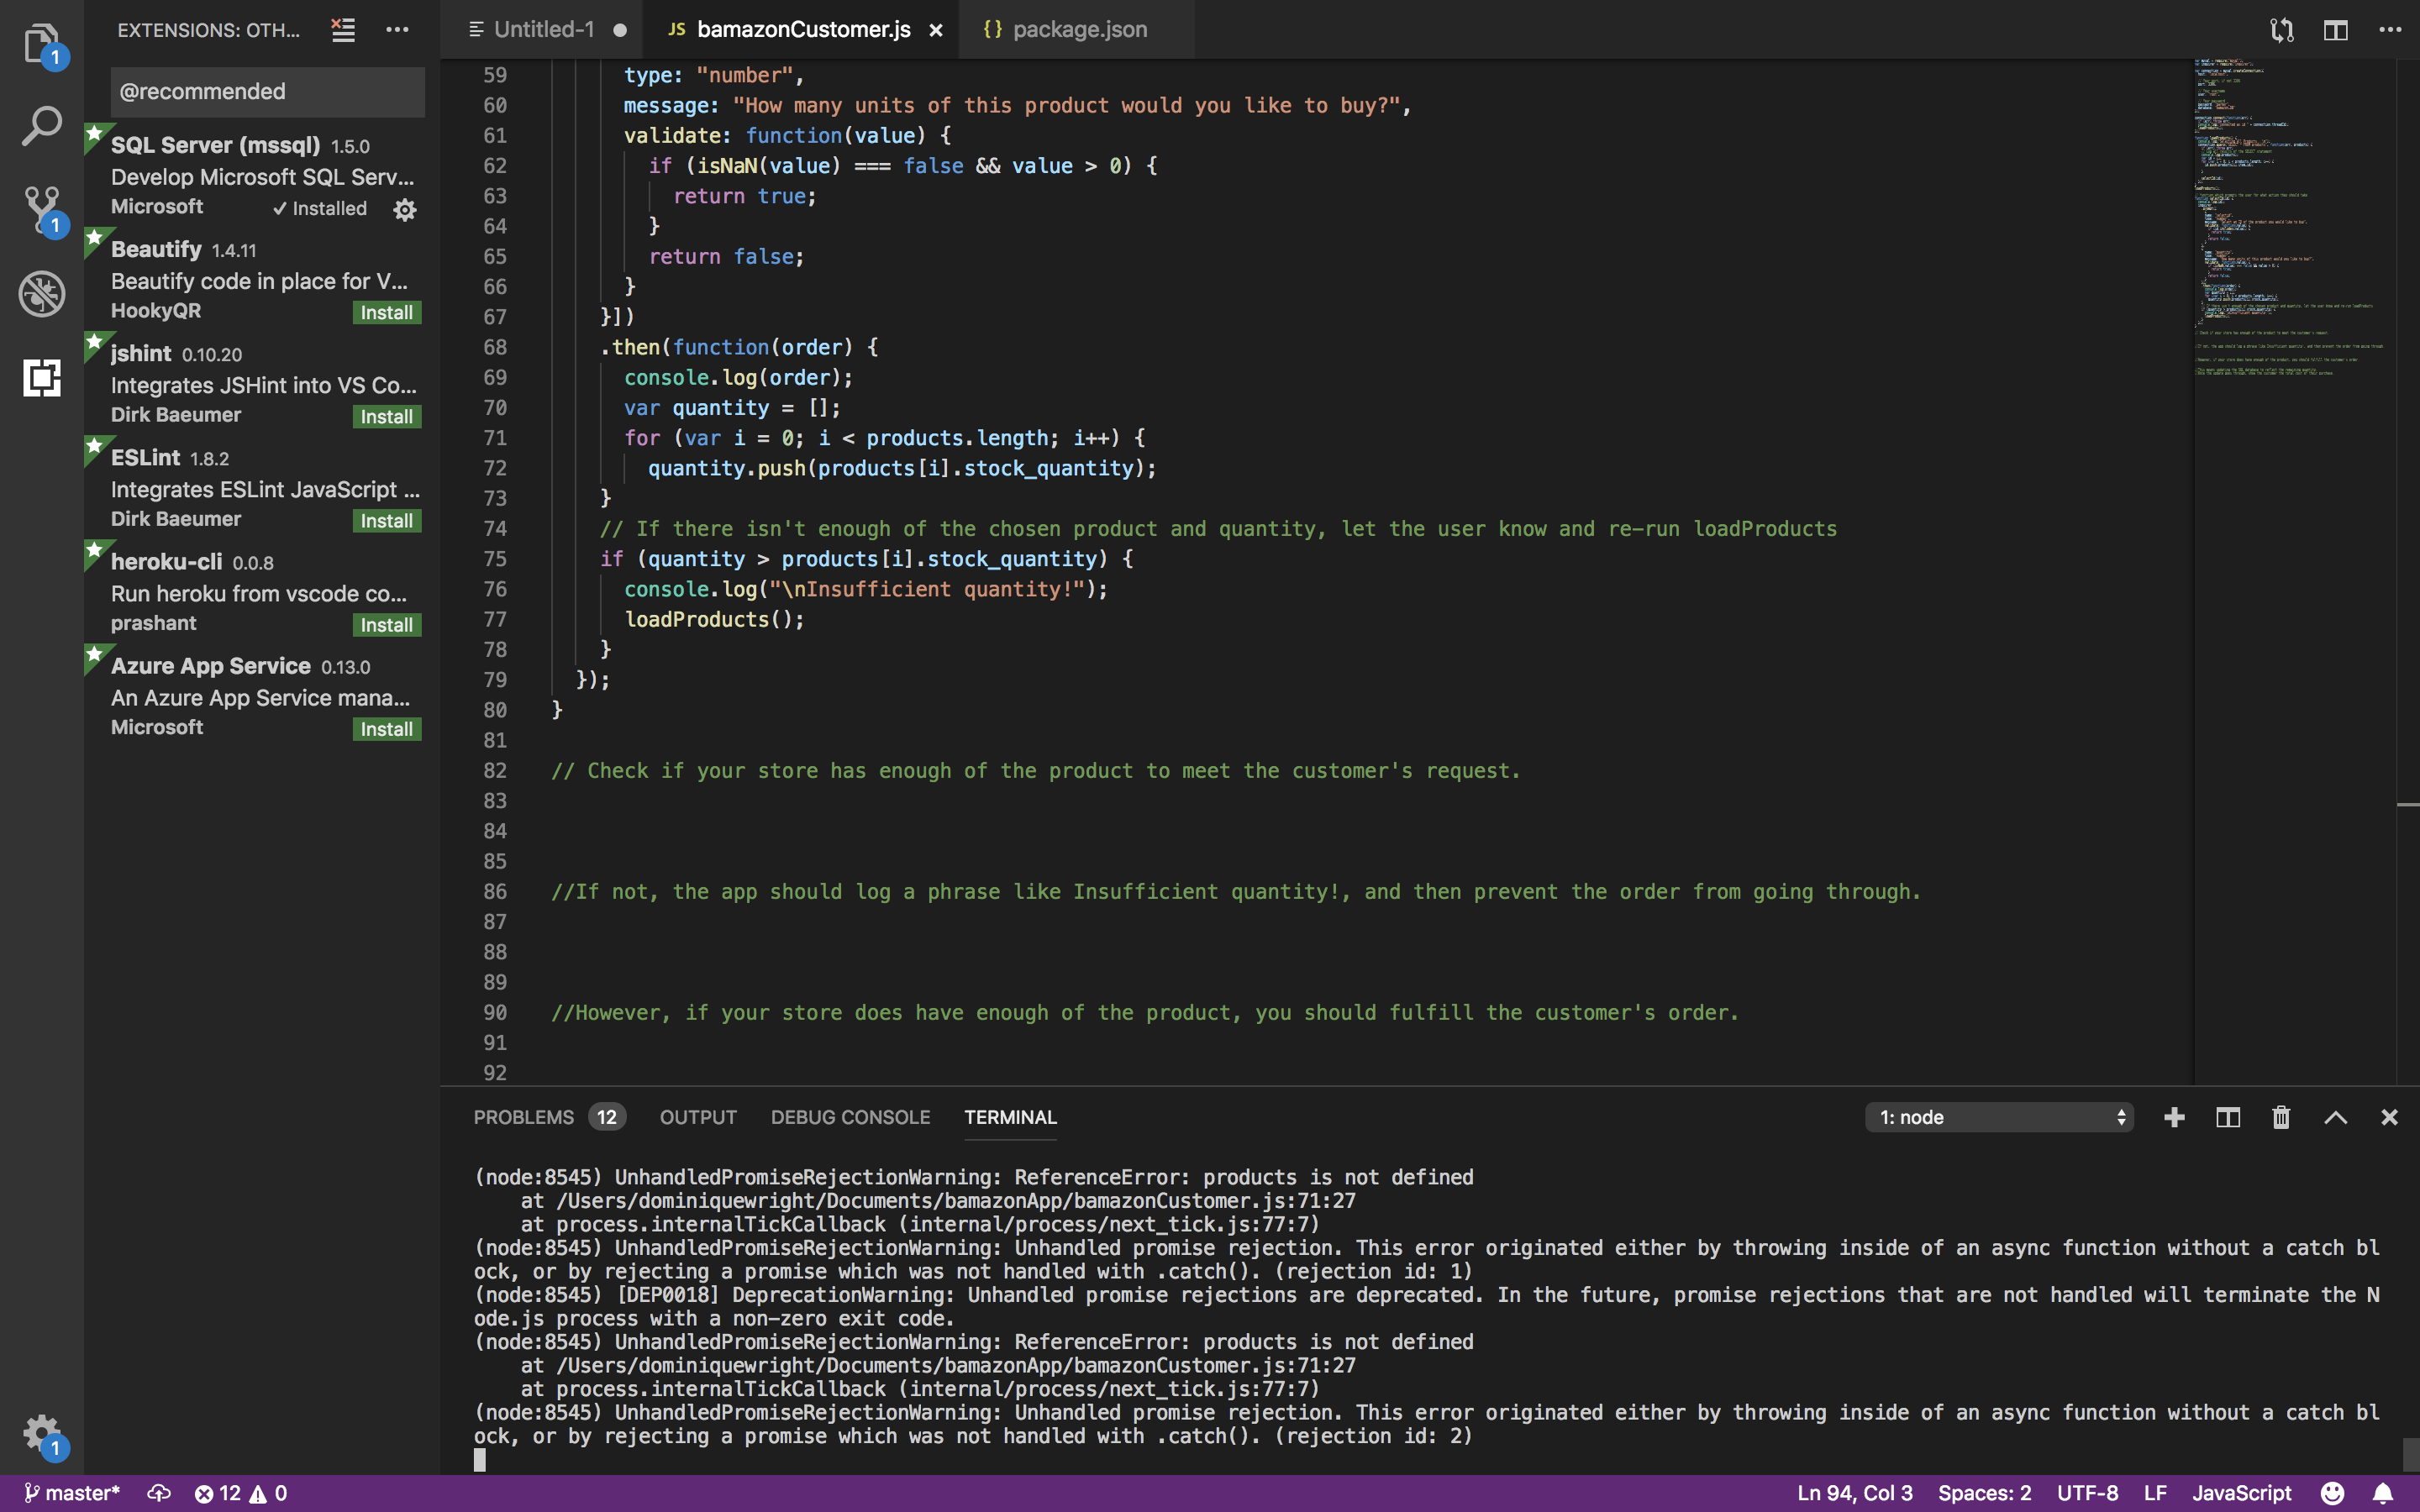 EXTENSIONS: OTH...
@recommended
SQL Server (mssql) 1.5.0
Develop Microsoft SQL Serv...
Microsoft ✓ Installed
Beautify 1.4.11
Beautify code in place for V...
HookyQR Install
jshint 0.10.20
Integrates JSHint into VS Co...
Dirk Baeumer Install
ESLint 1.8.2
Integrates ESLint JavaScript ...
Dirk Baeumer Install
heroku-cli 0.0.8
Run heroku from vscode co...
prashant Install
Azure App Service 0.13.0
An Azure App Service mana...
Microsoft Install
1
1
1
Untitled-1 JS bamazonCustomer.js {} package.json
59 type: "number",
60 message: "How many units of this product would you like to buy?",
61 validate: function(value) {
62 if (isNaN(value) === false && value > 0) {
63 return true;
64 }
65 return false;
66 }
67 }])
68 .then(function(order) {
69 console.log(order);
70 var quantity = [];
71 for (var i = 0; i < products.length; i++) {
72 quantity.push(products[i].stock_quantity);
73 }
74 // If there isn't enough of the chosen product and quantity, let the user know and re-run loadProducts
75 if (quantity > products[i].stock_quantity) {
76 console.log("\nInsufficient quantity!");
77 loadProducts();
78 }
79 });
80 }
81
82 // Check if your store has enough of the product to meet the customer's request.
83
84
85
86 //If not, the app should log a phrase like Insufficient quantity!, and then prevent the order from going through.
87
88
89
90 //However, if your store does have enough of the product, you should fulfill the customer's order.
91
92
PROBLEMS 12 OUTPUT DEBUG CONSOLE TERMINAL 1: node
(node:8545) UnhandledPromiseRejectionWarning: ReferenceError: products is not defined
at /Users/dominiquewright/Documents/bamazonApp/bamazonCustomer.js:71:27
at process.internalTickCallback (internal/process/next_tick.js:77:7)
(node:8545) UnhandledPromiseRejectionWarning: Unhandled promise rejection. This error originated either by throwing inside of an async function without a catch bl
ock, or by rejecting a promise which was not handled with .catch(). (rejection id: 1)
(node:8545) [DEP0018] DeprecationWarning: Unhandled promise rejections are deprecated. In the future, promise rejections that are not handled will terminate the N
ode.js process with a non-zero exit code.
(node:8545) UnhandledPromiseRejectionWarning: ReferenceError: products is not defined
at /Users/dominiquewright/Documents/bamazonApp/bamazonCustomer.js:71:27
at process.internalTickCallback (internal/process/next_tick.js:77:7)
(node:8545) UnhandledPromiseRejectionWarning: Unhandled promise rejection. This error originated either by throwing inside of an async function without a catch bl
ock, or by rejecting a promise which was not handled with .catch(). (rejection id: 2)
master* 12 0 Ln 94, Col 3 Spaces: 2 UTF-8 LF JavaScript